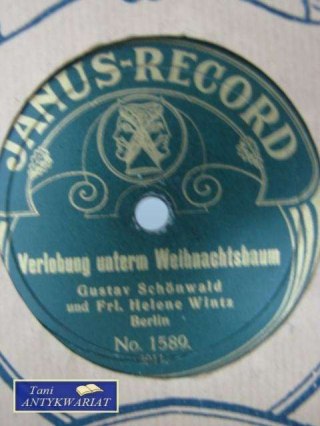 JANUS-RECORD
Verlobung unterm Weihnachtsbaum
Gustav Schönwald
und Frl. Helene Wintz
Berlin
No. 1589.
Tani
ANTYKWARIAT